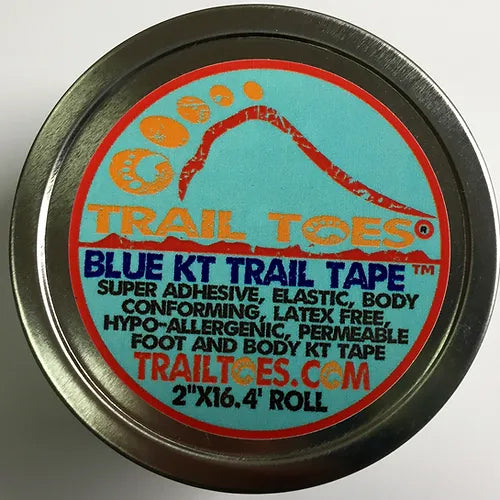 TRAIL TOES®
BLUE KT TRAIL TAPE™
SUPER ADHESIVE, ELASTIC, BODY
CONFORMING, LATEX FREE,
HYPO-ALLERGENIC, PERMEABLE
FOOT AND BODY KT TAPE
TRAILTOES.COM
2"X16.4' ROLL